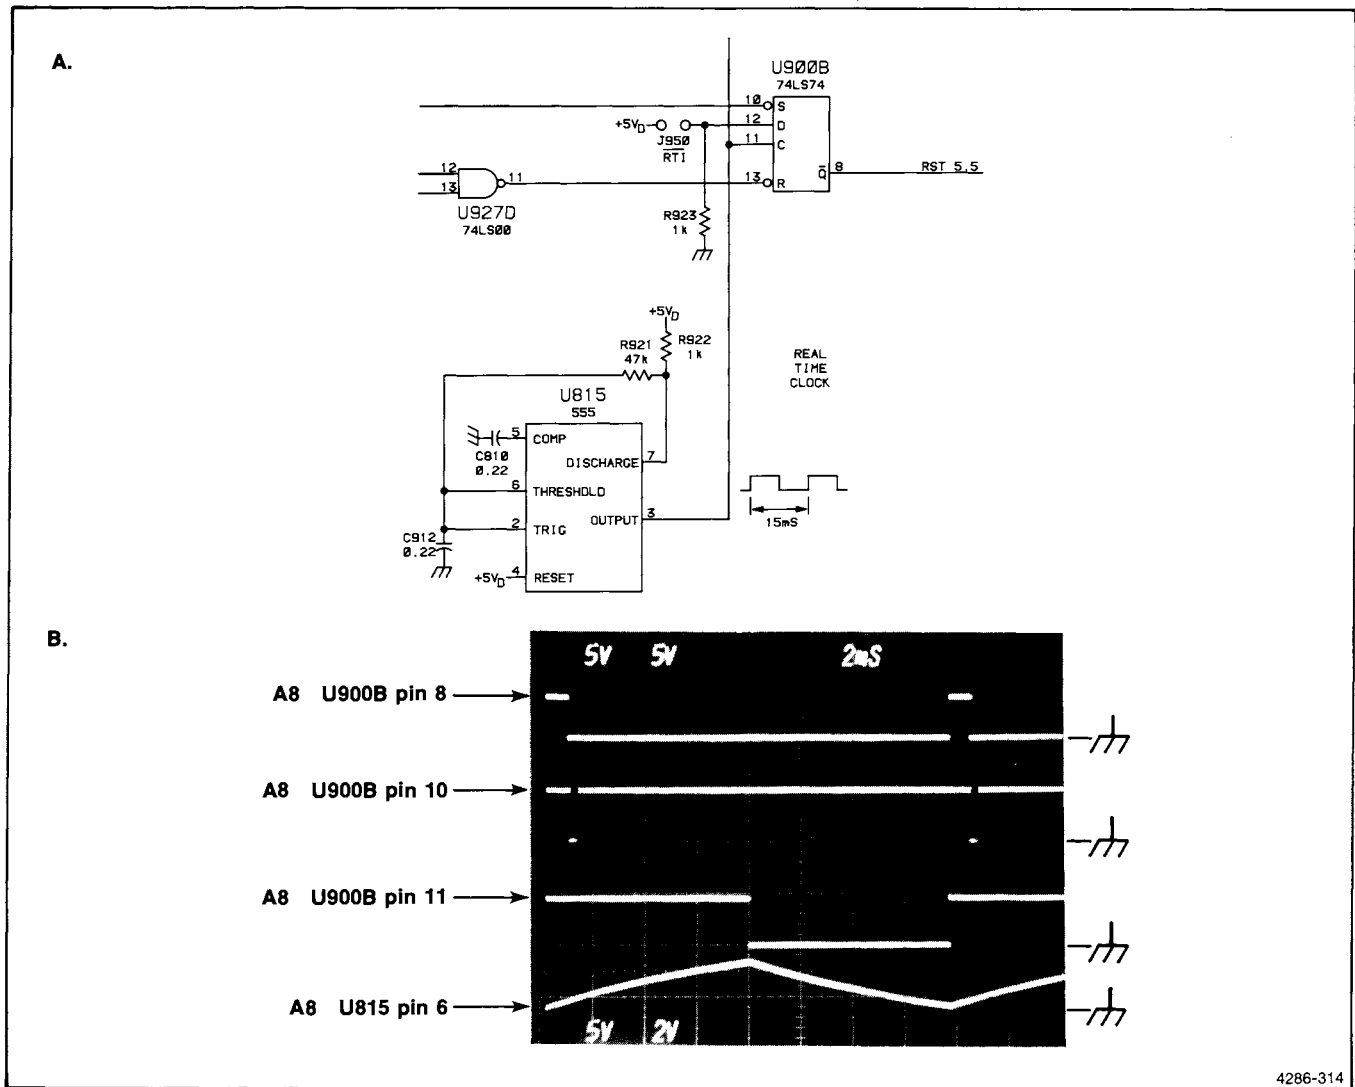 A.
U900B
74LS74
10 S
+5VD
12 D
J950
RTI
11 C
12
13
11
U927D
74LS00
13 R
Q 8
RST 5.5
R923
1k
+5VD
R921
47k
R922
1k
REAL
TIME
CLOCK
U815
555
5 COMP
C810
0.22
DISCHARGE 7
6 THRESHOLD
OUTPUT 3
2 TRIG
C912
0.22
+5VD 4 RESET
15mS
B.
5V 5V 2mS
A8 U900B pin 8
A8 U900B pin 10
A8 U900B pin 11
A8 U815 pin 6
5V 2V
4286-314